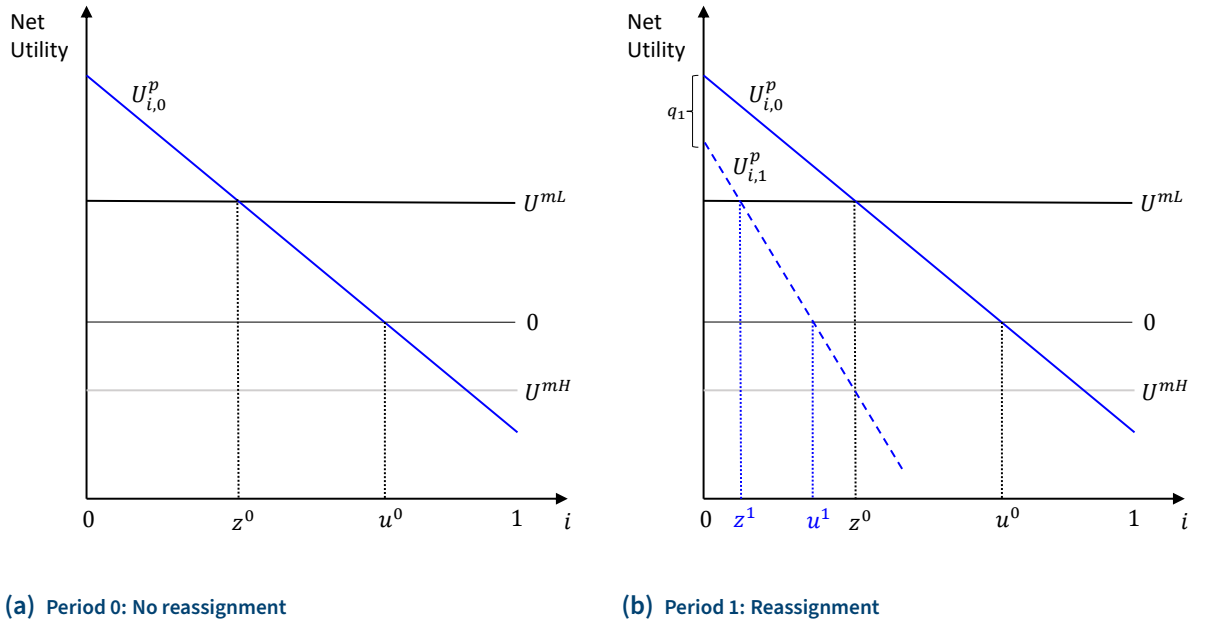 Net
Utility
U^p_{i,0}
U^{mL}
0
U^{mH}
0
z^0
u^0
1
i
(a) Period 0: No reassignment
Net
Utility
q_1
U^p_{i,0}
U^p_{i,1}
U^{mL}
0
U^{mH}
0
z^1
u^1
z^0
u^0
1
i
(b) Period 1: Reassignment